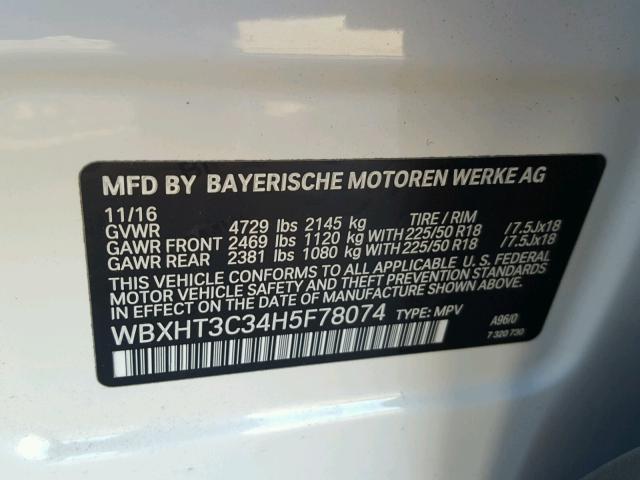 MFD BY BAYERISCHE MOTOREN WERKE AG
11/16
GVWR 4729 lbs 2145 kg TIRE / RIM
GAWR FRONT 2469 lbs 1120 kg WITH 225/50 R18 /7.5Jx18
GAWR REAR 2381 lbs 1080 kg WITH 225/50 R18 /7.5Jx18
THIS VEHICLE CONFORMS TO ALL APPLICABLE U. S. FEDERAL
MOTOR VEHICLE SAFETY AND THEFT PREVENTION STANDARDS
IN EFFECT ON THE DATE OF MANUFACTURE SHOWN ABOVE.
WBXHT3C34H5F78074 TYPE: MPV A96/0
7 320 730